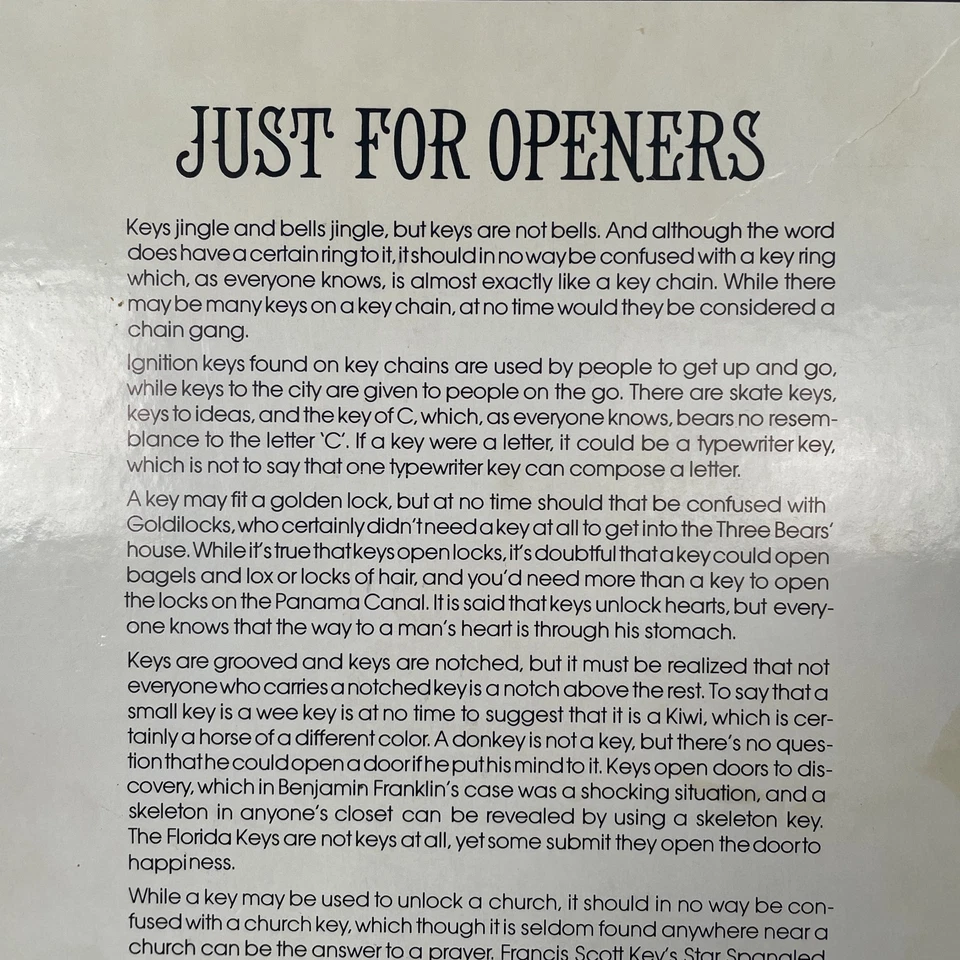 JUST FOR OPENERS
Keys jingle and bells jingle, but keys are not bells. And although the word
does have a certain ring to it, it should in no way be confused with a key ring
which, as everyone knows, is almost exactly like a key chain. While there
may be many keys on a key chain, at no time would they be considered a
chain gang.
Ignition keys found on key chains are used by people to get up and go,
while keys to the city are given to people on the go. There are skate keys,
keys to ideas, and the key of C, which, as everyone knows, bears no resem-
blance to the letter 'C'. If a key were a letter, it could be a typewriter key,
which is not to say that one typewriter key can compose a letter.
A key may fit a golden lock, but at no time should that be confused with
Goldilocks, who certainly didn't need a key at all to get into the Three Bears'
house. While it's true that keys open locks, it's doubtful that a key could open
bagels and lox or locks of hair, and you'd need more than a key to open
the locks on the Panama Canal. It is said that keys unlock hearts, but every-
one knows that the way to a man's heart is through his stomach.
Keys are grooved and keys are notched, but it must be realized that not
everyone who carries a notched key is a notch above the rest. To say that a
small key is a wee key is at no time to suggest that it is a Kiwi, which is cer-
tainly a horse of a different color. A donkey is not a key, but there's no ques-
tion that he could open a door if he put his mind to it. Keys open doors to dis-
covery, which in Benjamin Franklin's case was a shocking situation, and a
skeleton in anyone's closet can be revealed by using a skeleton key.
The Florida Keys are not keys at all, yet some submit they open the door to
happiness.
While a key may be used to unlock a church, it should in no way be con-
fused with a church key, which though it is seldom found anywhere near a
church can be the answer to a prayer. Francis Scott Key's Star Spangled